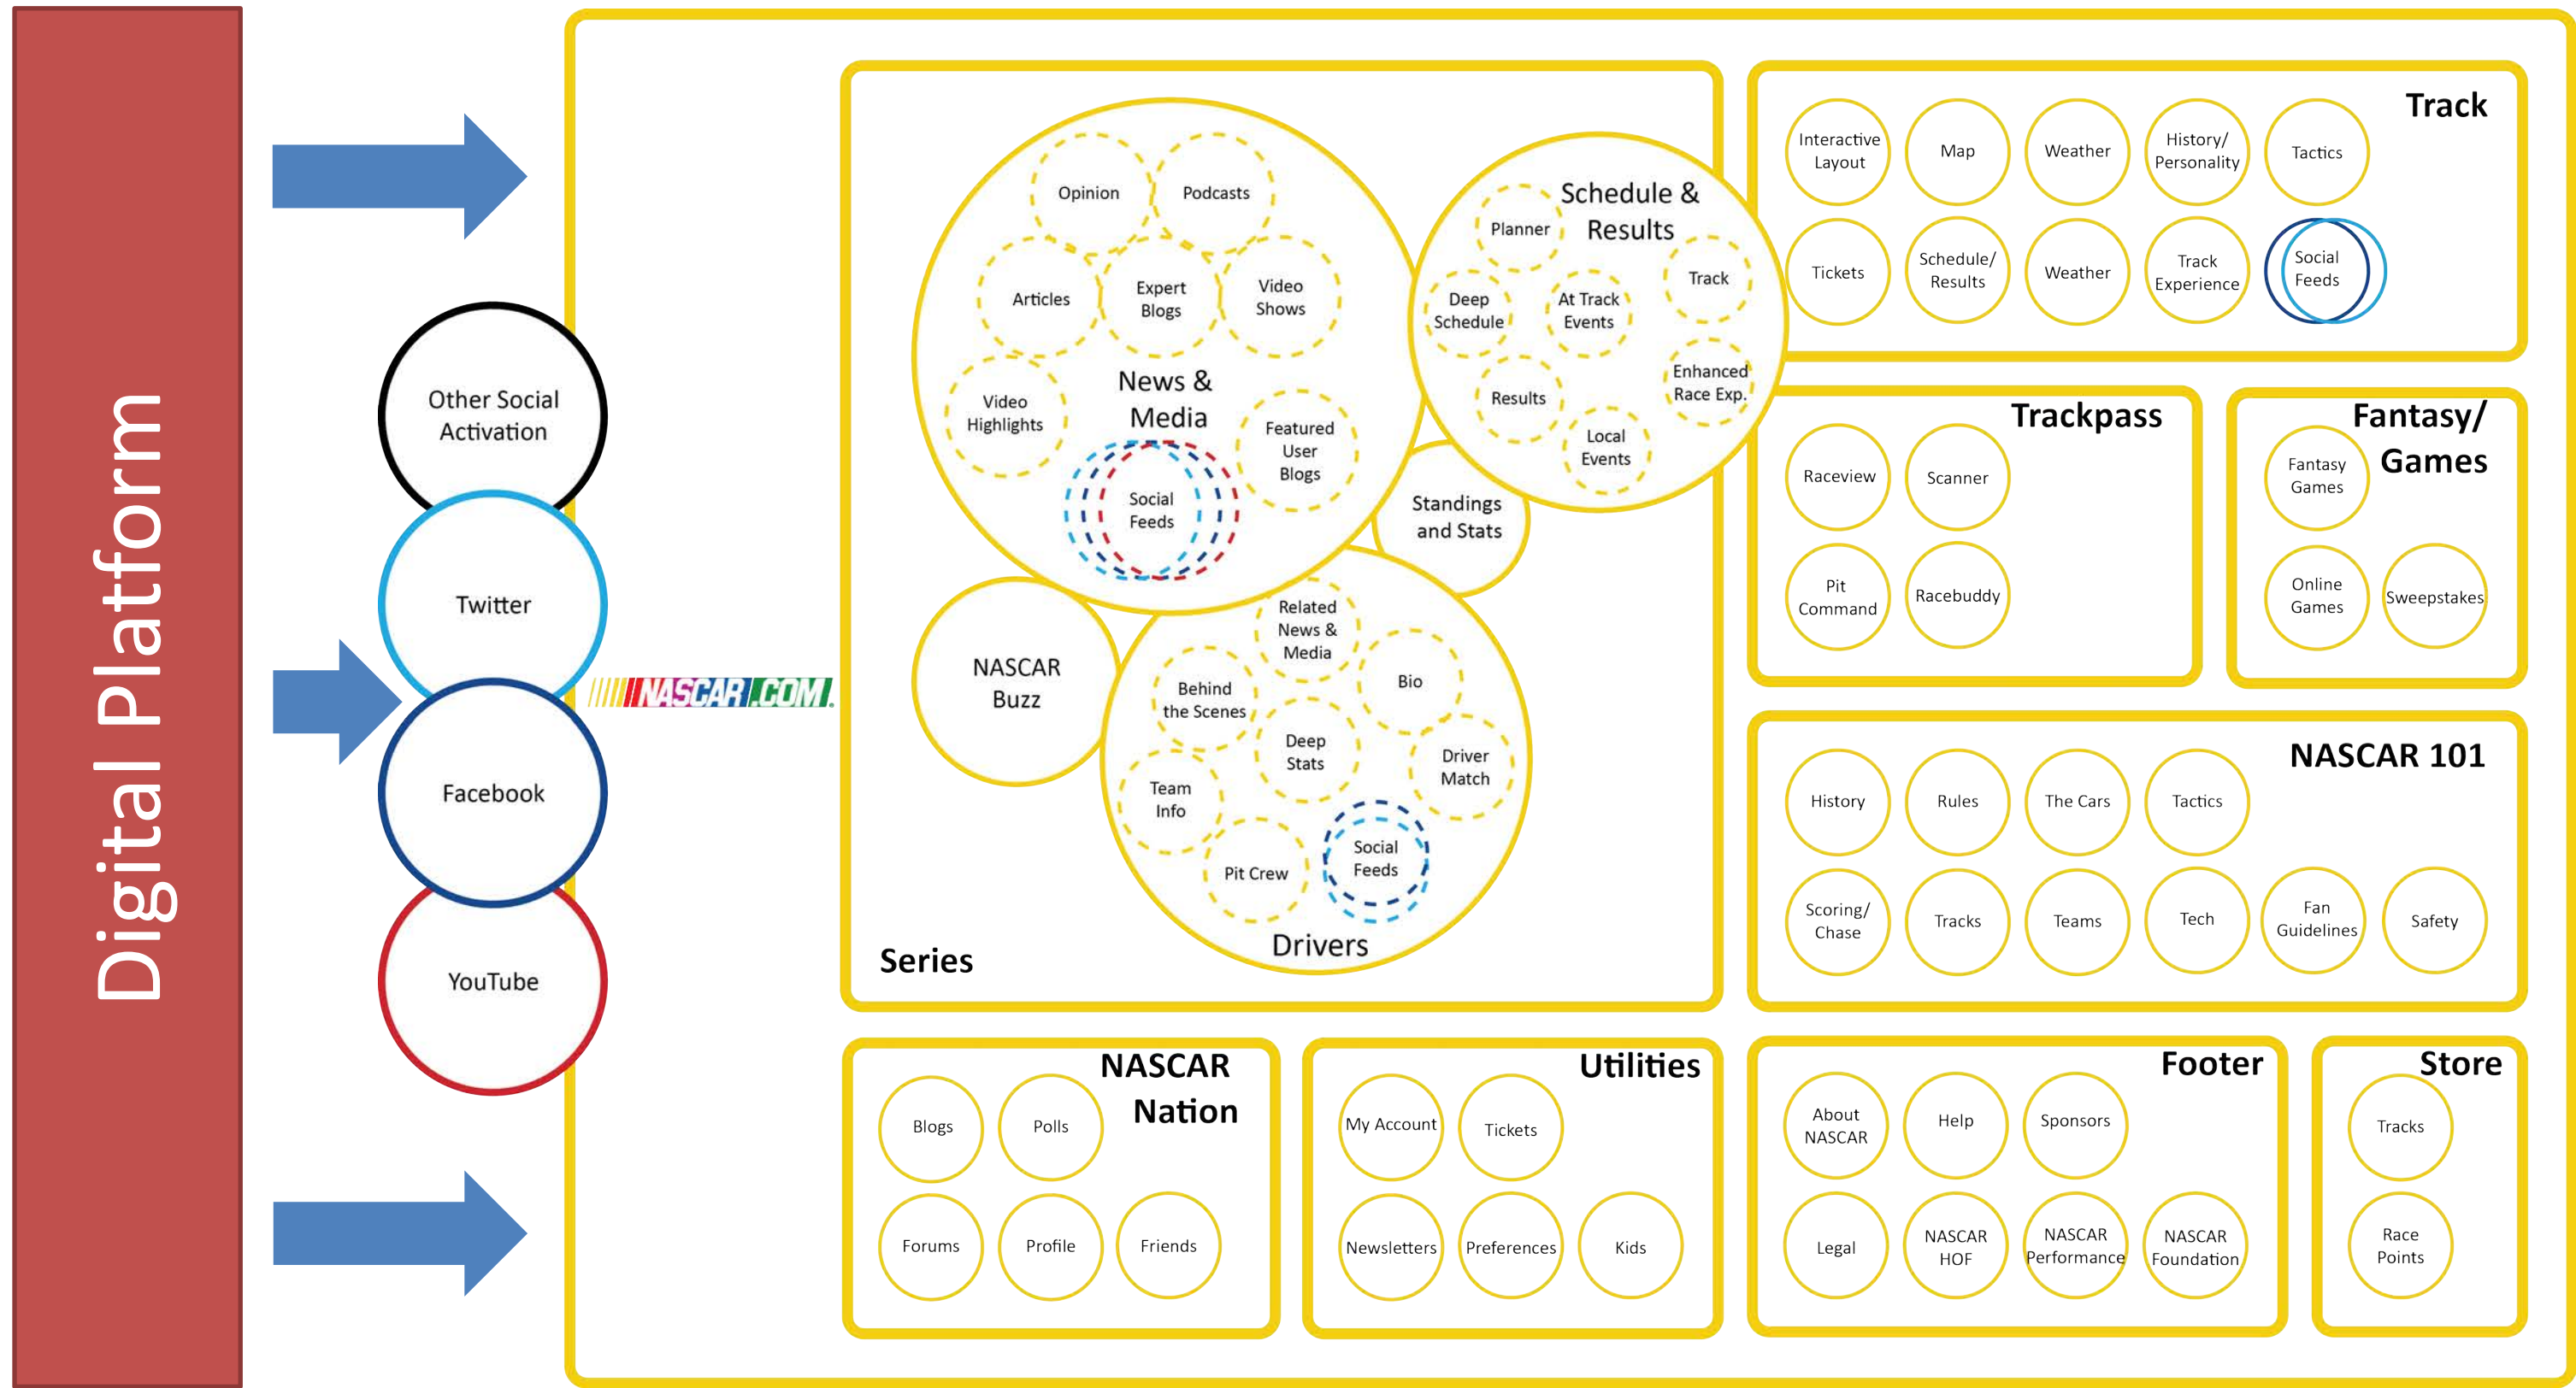 Digital Platform
Other Social
Activation
Twitter
Facebook
YouTube
NASCAR.COM
Opinion
Podcasts
Articles
Expert
Blogs
Video
Shows
News &
Media
Video
Highlights
Featured
User
Blogs
Social
Feeds
Schedule &
Results
Planner
Track
Deep
Schedule
At Track
Events
Results
Enhanced
Race Exp.
Local
Events
Standings
and Stats
NASCAR
Buzz
Related
News &
Media
Behind
the Scenes
Bio
Deep
Stats
Driver
Match
Team
Info
Pit Crew
Social
Feeds
Drivers
Series
Track
Interactive
Layout
Map
Weather
History/
Personality
Tactics
Tickets
Schedule/
Results
Weather
Track
Experience
Social
Feeds
Trackpass
Raceview
Scanner
Pit
Command
Racebuddy
Fantasy/
Games
Fantasy
Games
Online
Games
Sweepstakes
NASCAR 101
History
Rules
The Cars
Tactics
Scoring/
Chase
Tracks
Teams
Tech
Fan
Guidelines
Safety
NASCAR
Nation
Blogs
Polls
Forums
Profile
Friends
Utilities
My Account
Tickets
Newsletters
Preferences
Kids
Footer
About
NASCAR
Help
Sponsors
Legal
NASCAR
HOF
NASCAR
Performance
NASCAR
Foundation
Store
Tracks
Race
Points